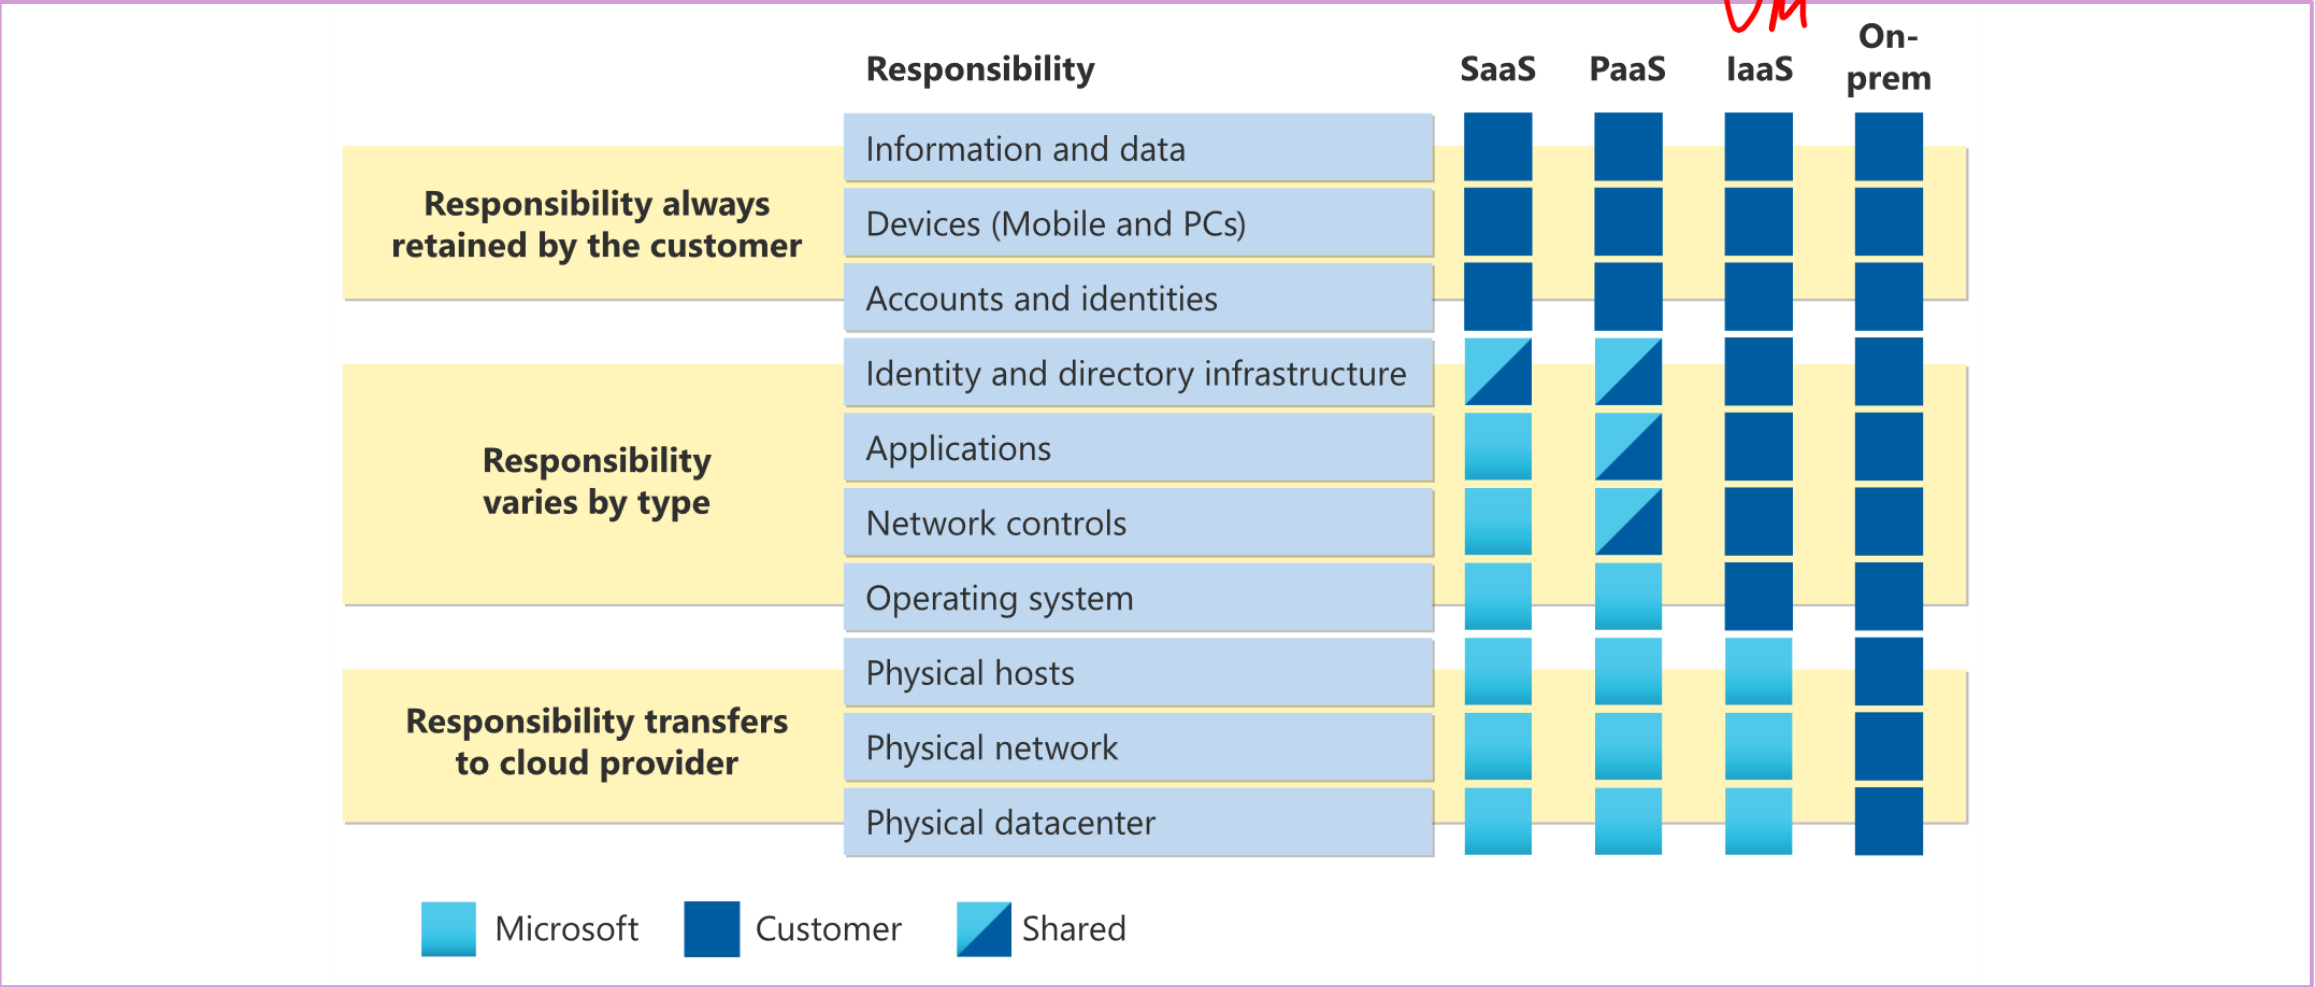 VM
Responsibility SaaS PaaS IaaS On-
prem
Responsibility always
retained by the customer
Information and data
Devices (Mobile and PCs)
Accounts and identities
Responsibility
varies by type
Identity and directory infrastructure
Applications
Network controls
Operating system
Responsibility transfers
to cloud provider
Physical hosts
Physical network
Physical datacenter
Microsoft Customer Shared